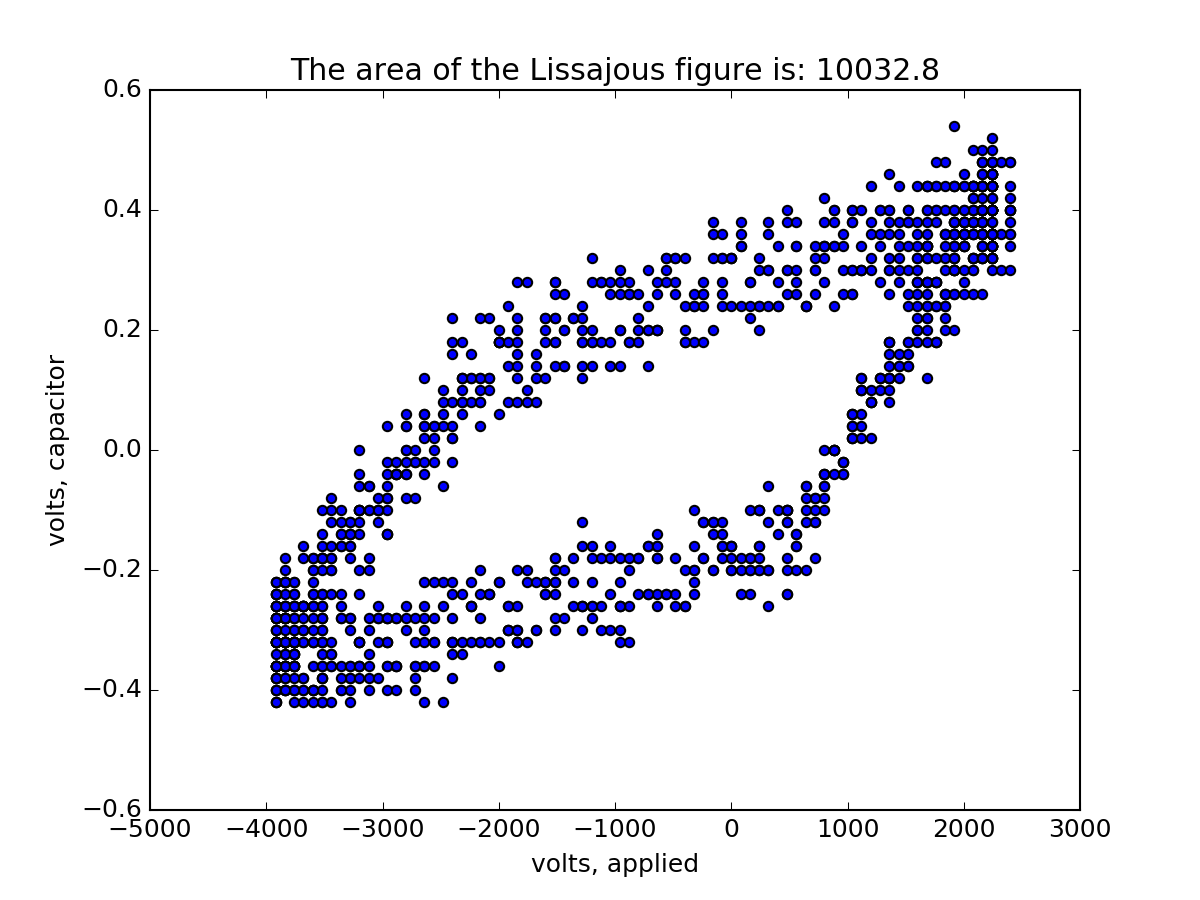 The area of the Lissajous figure is: 10032.8
0.6
0.4
0.2
0.0
−0.2
−0.4
−0.6
volts, capacitor
−5000 −4000 −3000 −2000 −1000 0 1000 2000 3000
volts, applied